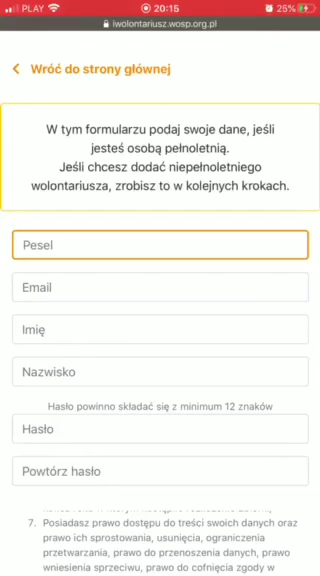 PLAY 20:15 25%
iwolontariusz.wosp.org.pl
Wróć do strony głównej
W tym formularzu podaj swoje dane, jeśli
jesteś osobą pełnoletnią.
Jeśli chcesz dodać niepełnoletniego
wolontariusza, zrobisz to w kolejnych krokach.
Pesel
Email
Imię
Nazwisko
Hasło powinno składać się z minimum 12 znaków
Hasło
Powtórz hasło
7. Posiadasz prawo dostępu do treści swoich danych oraz
prawo ich sprostowania, usunięcia, ograniczenia
przetwarzania, prawo do przenoszenia danych, prawo
wniesienia sprzeciwu, prawo do cofnięcia zgody w